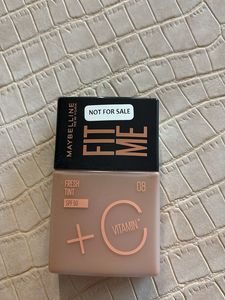 MAYBELLINE
NEW YORK
FIT
ME
NOT FOR SALE
FRESH
TINT
SPF 50
08
+ C
VITAMIN